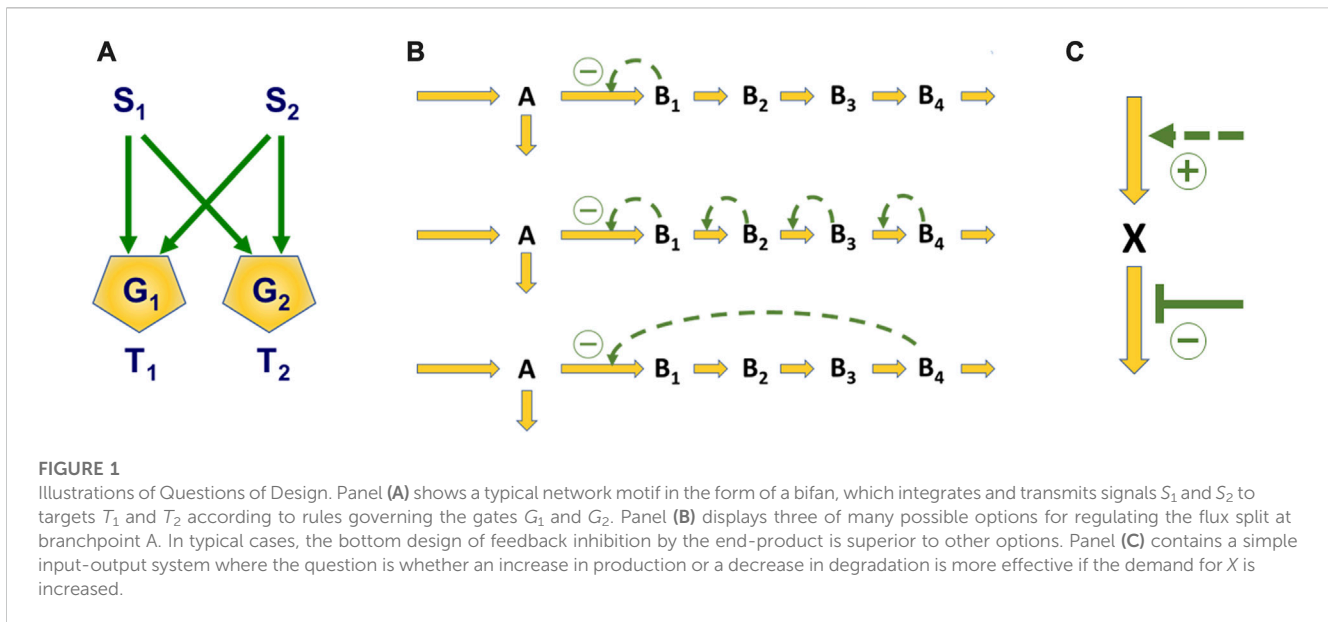 A
B
C
S₁ S₂
G₁ G₂
T₁ T₂
−
A B₁ B₂ B₃ B₄
−
A B₁ B₂ B₃ B₄
−
A B₁ B₂ B₃ B₄
+
X
−
FIGURE 1
Illustrations of Questions of Design. Panel (A) shows a typical network motif in the form of a bifan, which integrates and transmits signals S₁ and S₂ to
targets T₁ and T₂ according to rules governing the gates G₁ and G₂. Panel (B) displays three of many possible options for regulating the flux split at
branchpoint A. In typical cases, the bottom design of feedback inhibition by the end-product is superior to other options. Panel (C) contains a simple
input-output system where the question is whether an increase in production or a decrease in degradation is more effective if the demand for X is
increased.